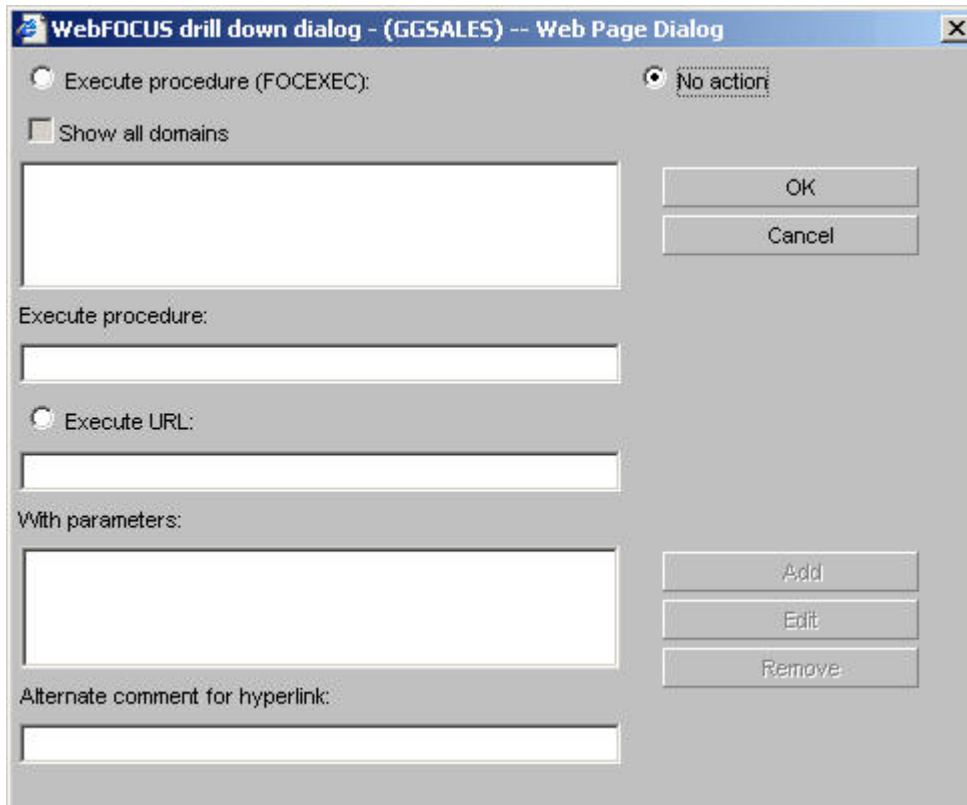 WebFOCUS drill down dialog - (GGSALES) -- Web Page Dialog
Execute procedure (FOCEXEC):
No action
Show all domains
OK
Cancel
Execute procedure:
Execute URL:
With parameters:
Add
Edit
Remove
Alternate comment for hyperlink: